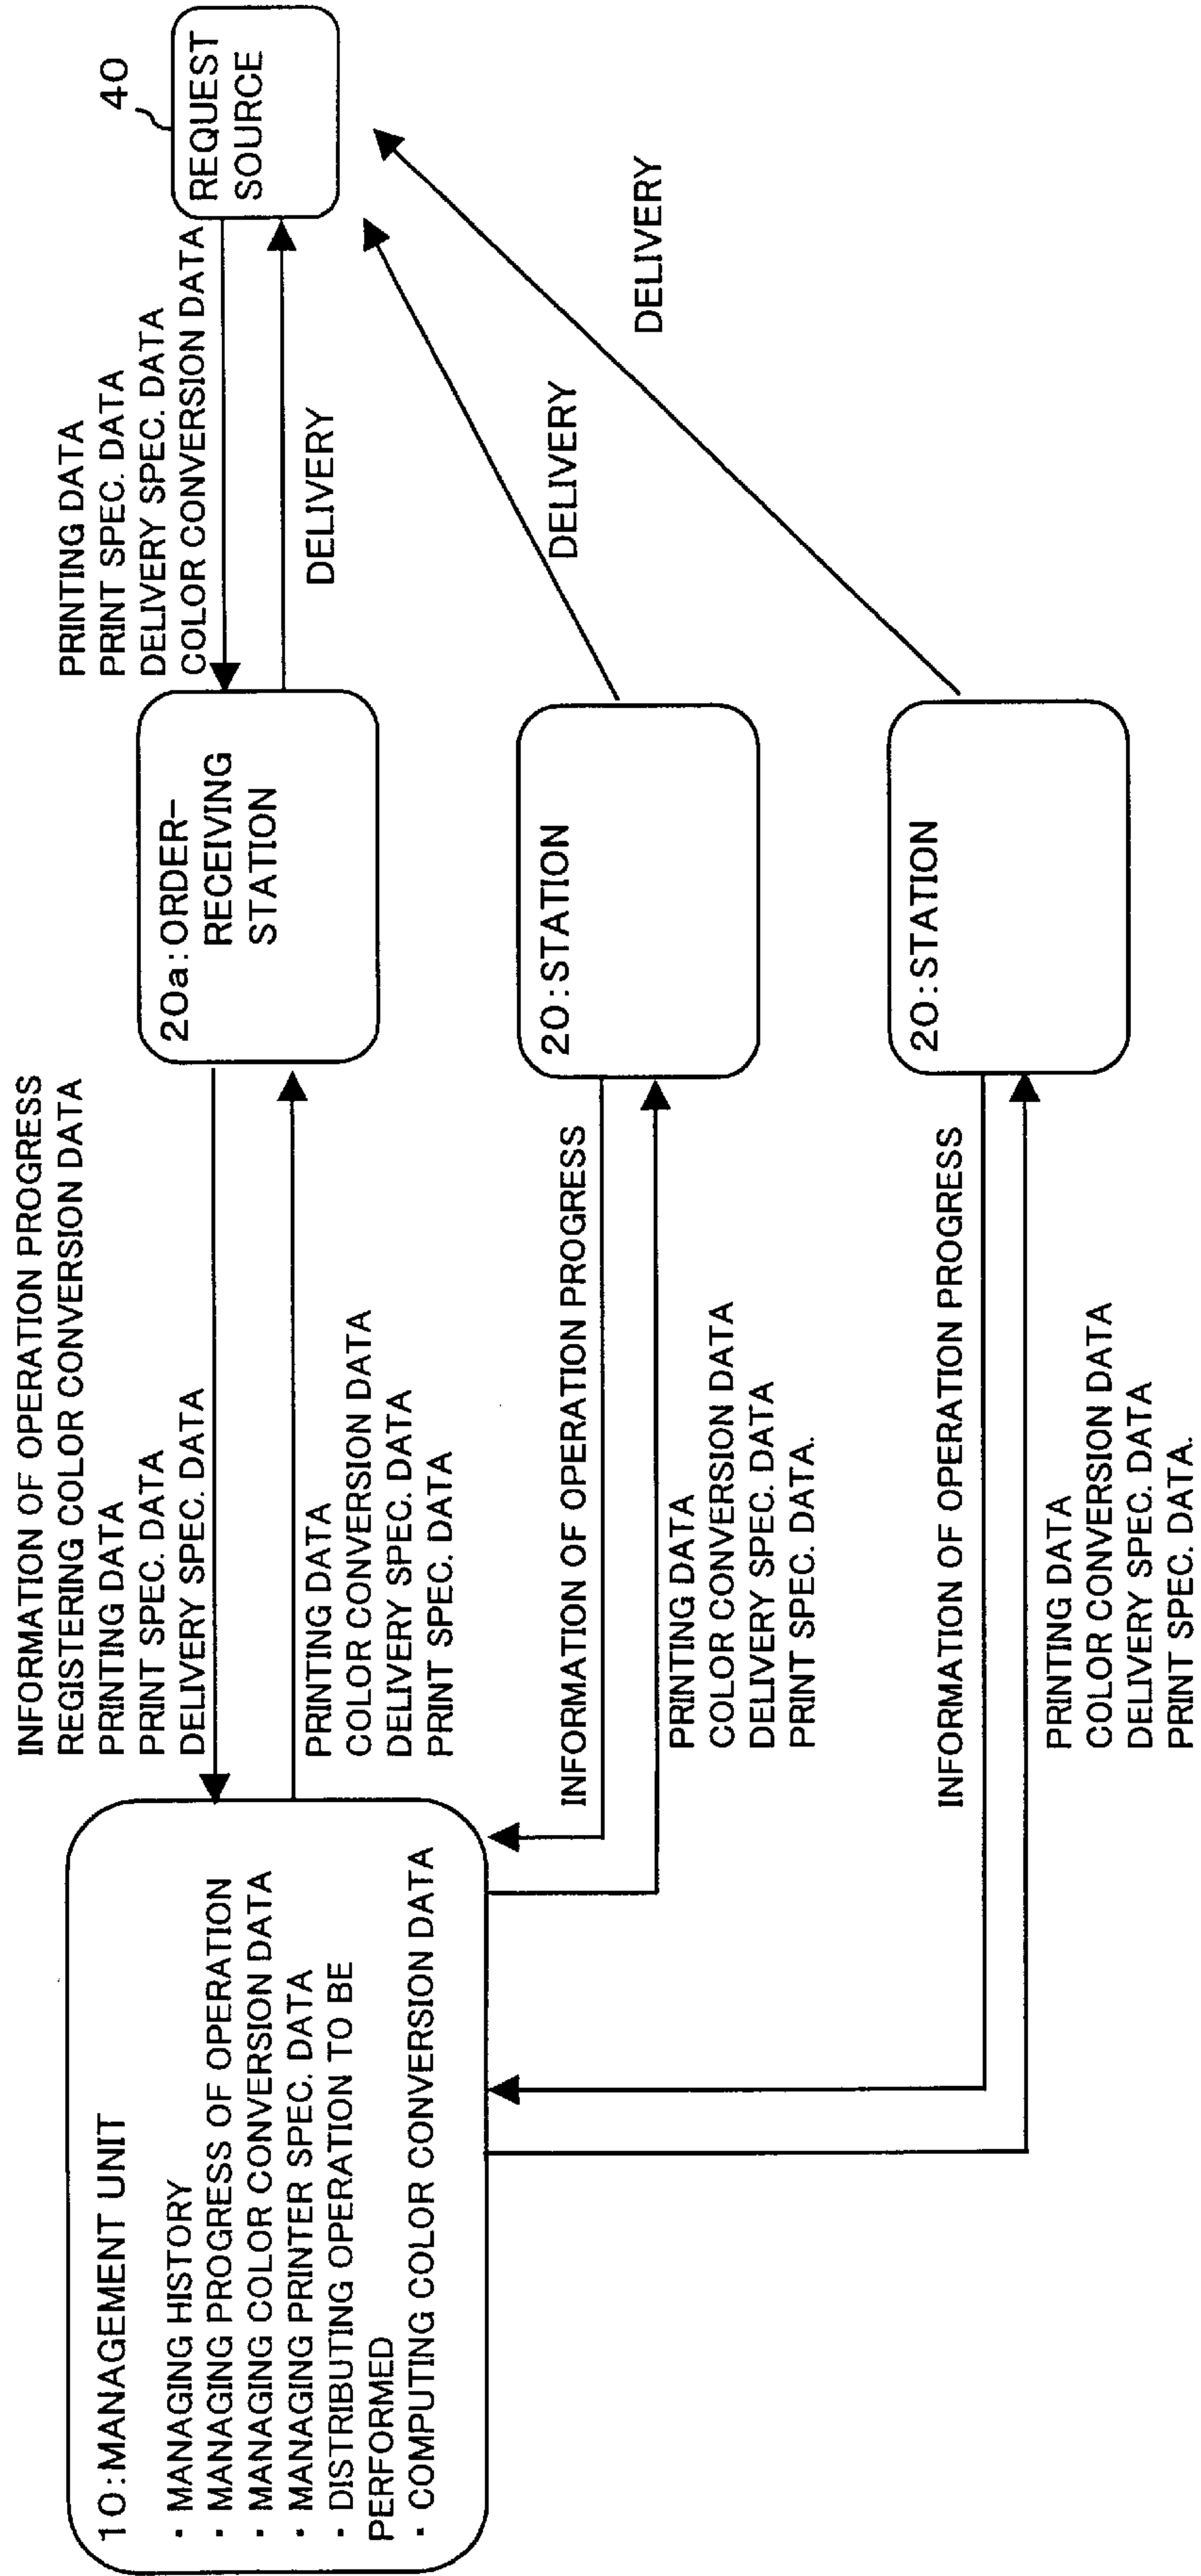 10:MANAGEMENT UNIT
· MANAGING HISTORY
· MANAGING PROGRESS OF OPERATION
· MANAGING COLOR CONVERSION DATA
· MANAGING PRINTER SPEC. DATA
· DISTRIBUTING OPERATION TO BE
PERFORMED
· COMPUTING COLOR CONVERSION DATA
INFORMATION OF OPERATION PROGRESS
REGISTERING COLOR CONVERSION DATA
PRINTING DATA
PRINT SPEC. DATA
DELIVERY SPEC. DATA
PRINTING DATA
COLOR CONVERSION DATA
DELIVERY SPEC. DATA
PRINT SPEC. DATA
INFORMATION OF OPERATION PROGRESS
PRINTING DATA
COLOR CONVERSION DATA
DELIVERY SPEC. DATA
PRINT SPEC. DATA.
INFORMATION OF OPERATION PROGRESS
PRINTING DATA
COLOR CONVERSION DATA
DELIVERY SPEC. DATA
PRINT SPEC. DATA.
20a:ORDER-
RECEIVING
STATION
20:STATION
20:STATION
PRINTING DATA
PRINT SPEC. DATA
DELIVERY SPEC. DATA
COLOR CONVERSION DATA
DELIVERY
DELIVERY
DELIVERY
40
REQUEST
SOURCE